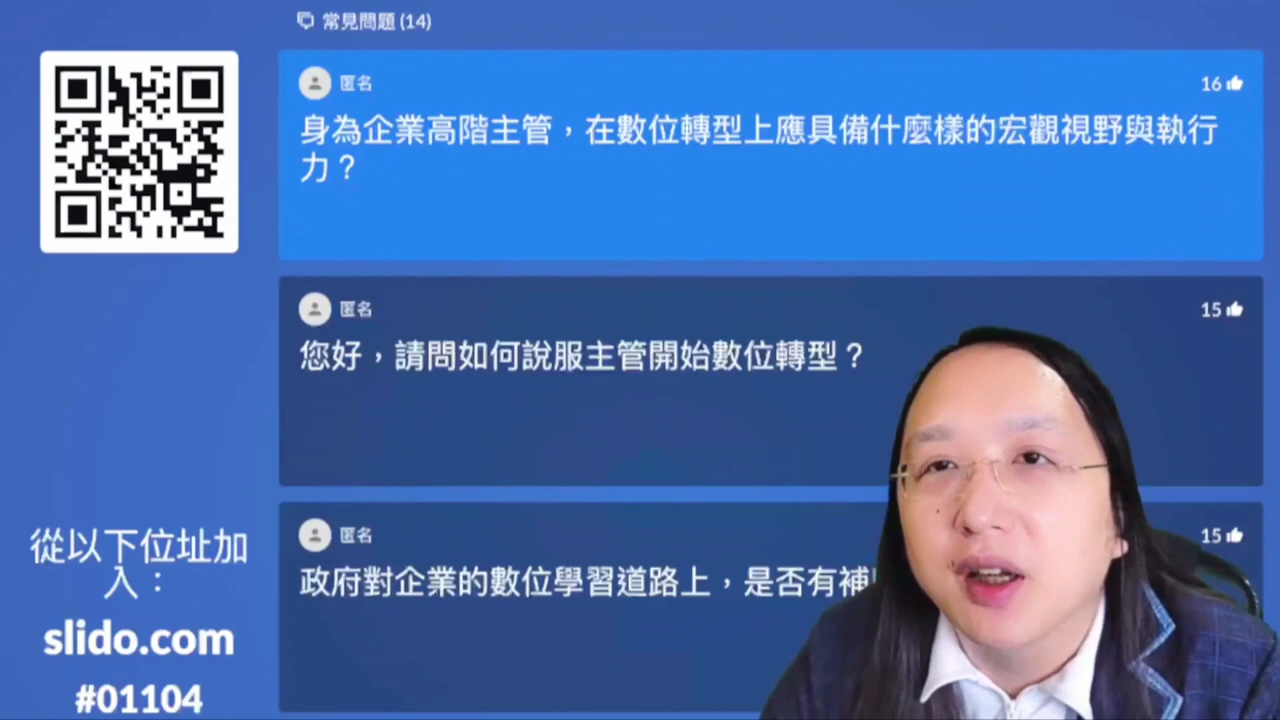 常見問題 (14)
匿名
16
身為企業高階主管，在數位轉型上應具備什麼樣的宏觀視野與執行
力？
匿名
15
您好，請問如何說服主管開始數位轉型？
匿名
15
政府對企業的數位學習道路上，是否有補
從以下位址加
入：
slido.com
#01104